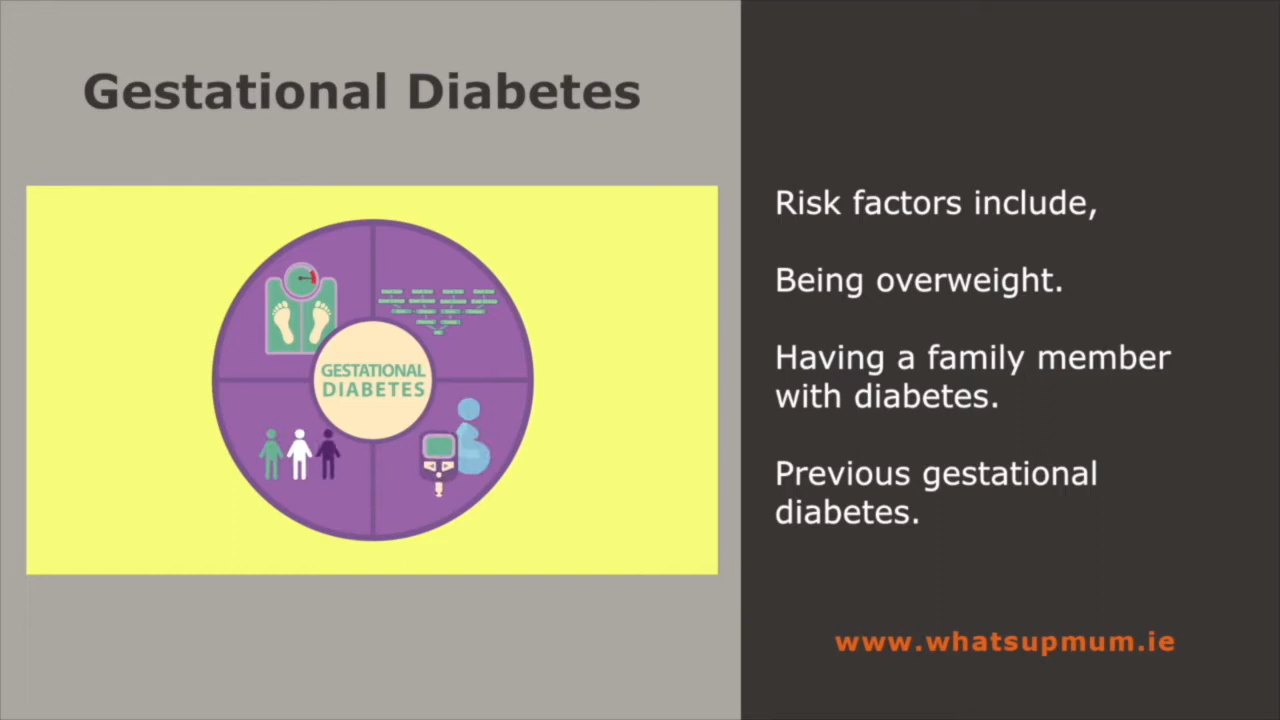 Gestational Diabetes
GESTATIONAL
DIABETES
Risk factors include,
Being overweight.
Having a family member
with diabetes.
Previous gestational
diabetes.
www.whatsupmum.ie